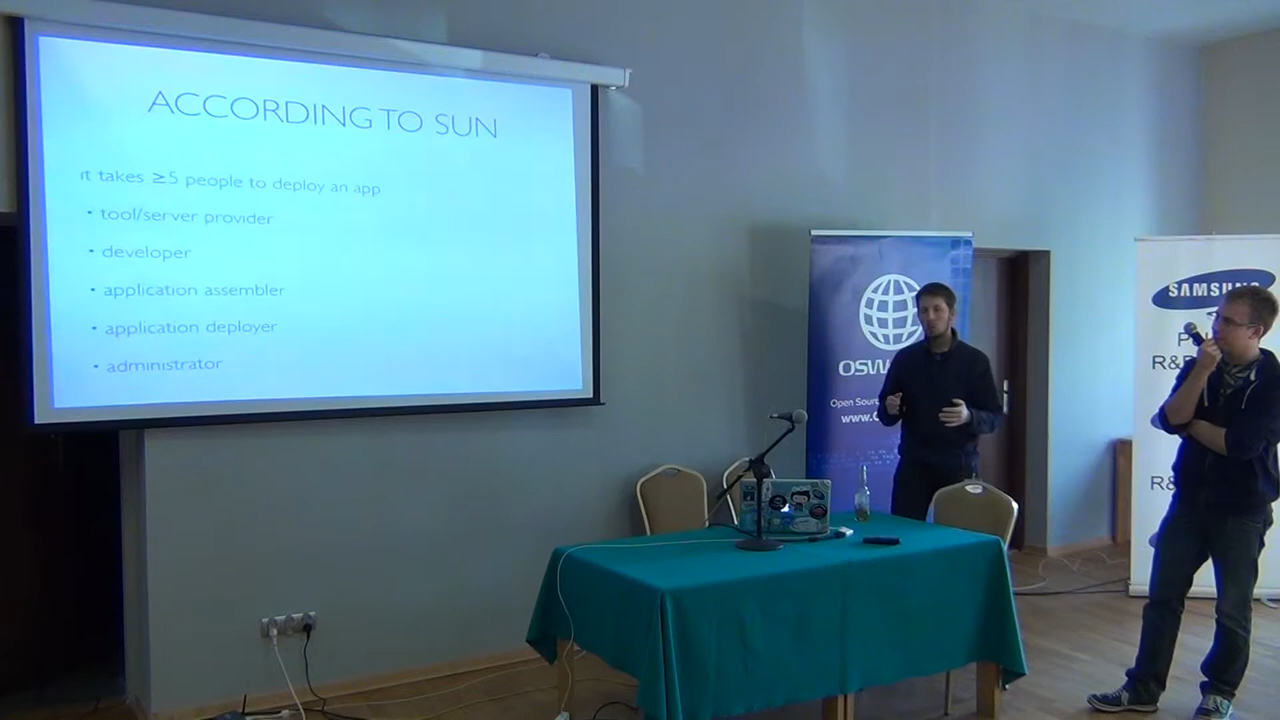 ACCORDING TO SUN
it takes ≥5 people to deploy an app
• tool/server provider
• developer
• application assembler
• application deployer
• administrator
OSW
Open Sour
www.
SAMSUNG
R&
R&